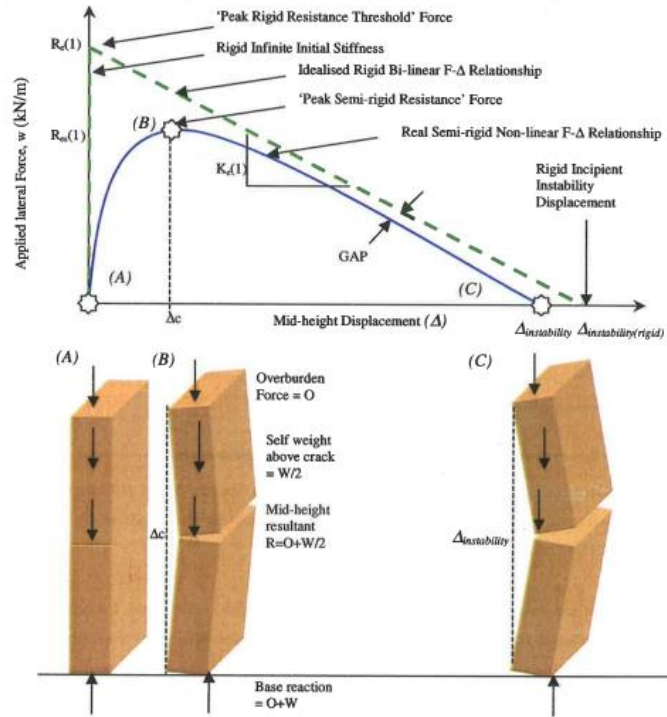 'Peak Rigid Resistance Threshold' Force
Re(1)
Rigid Infinite Initial Stiffness
Idealised Rigid Bi-linear F-Δ Relationship
'Peak Semi-rigid Resistance' Force
(B)
Rm(1)
Real Semi-rigid Non-linear F-Δ Relationship
Ke(1)
Rigid Incipient
Instability
Displacement
Applied lateral Force, w (kN/m)
GAP
(A)
(C)
Δc
Mid-height Displacement (Δ)
Δinstability
Δinstability(rigid)
(A)
(B)
(C)
Overburden
Force = O
Self weight
above crack
= W/2
Mid-height
resultant
R=O+W/2
Δc
Δinstability
Base reaction
= O+W